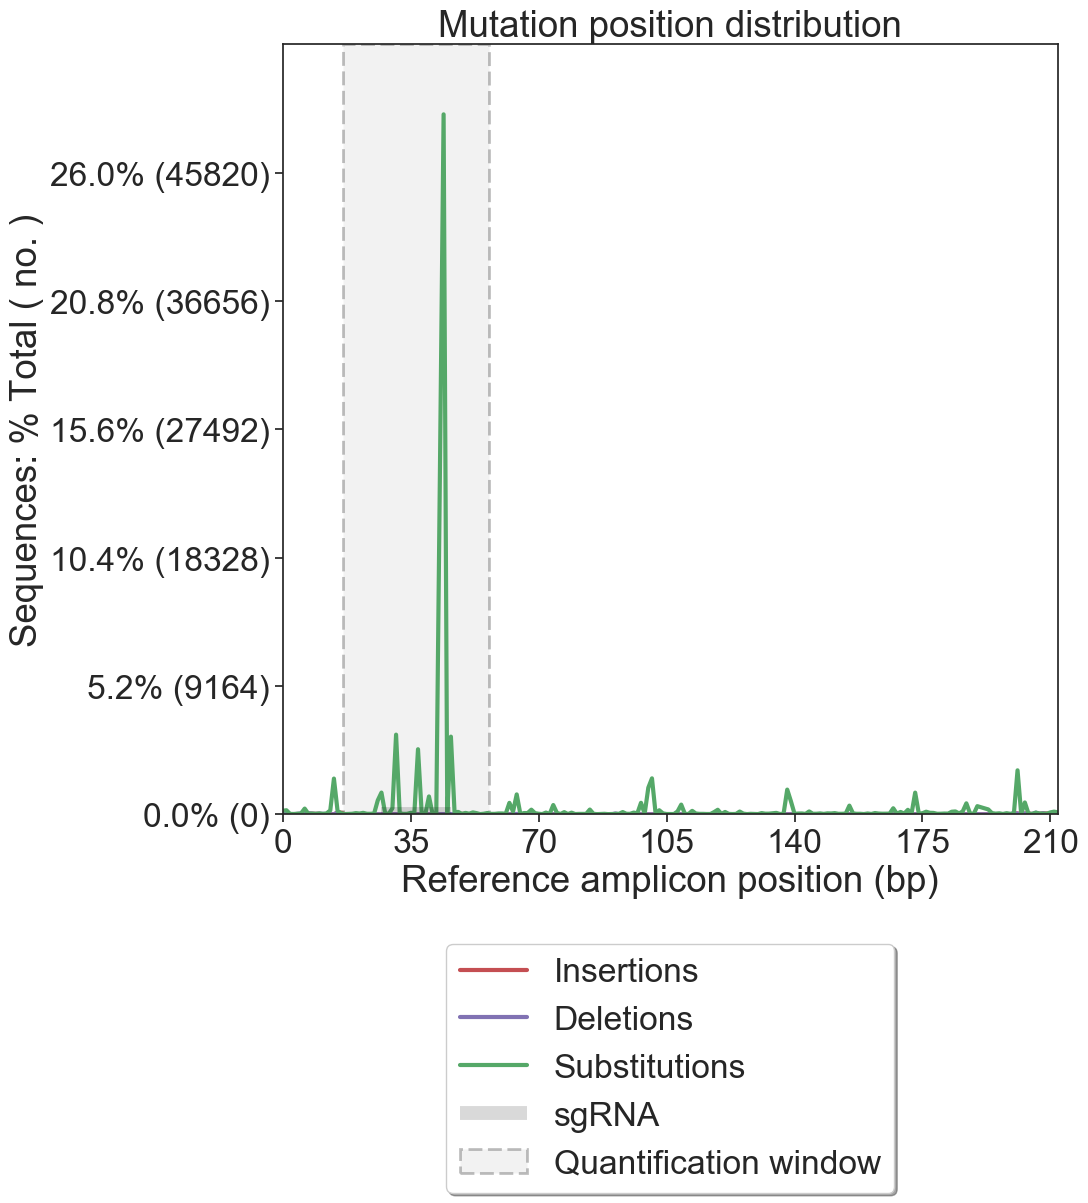 Mutation position distribution
Sequences: % Total ( no. )
26.0% (45820)
20.8% (36656)
15.6% (27492)
10.4% (18328)
5.2% (9164)
0.0% (0)
0 35 70 105 140 175 210
Reference amplicon position (bp)
Insertions
Deletions
Substitutions
sgRNA
Quantification window